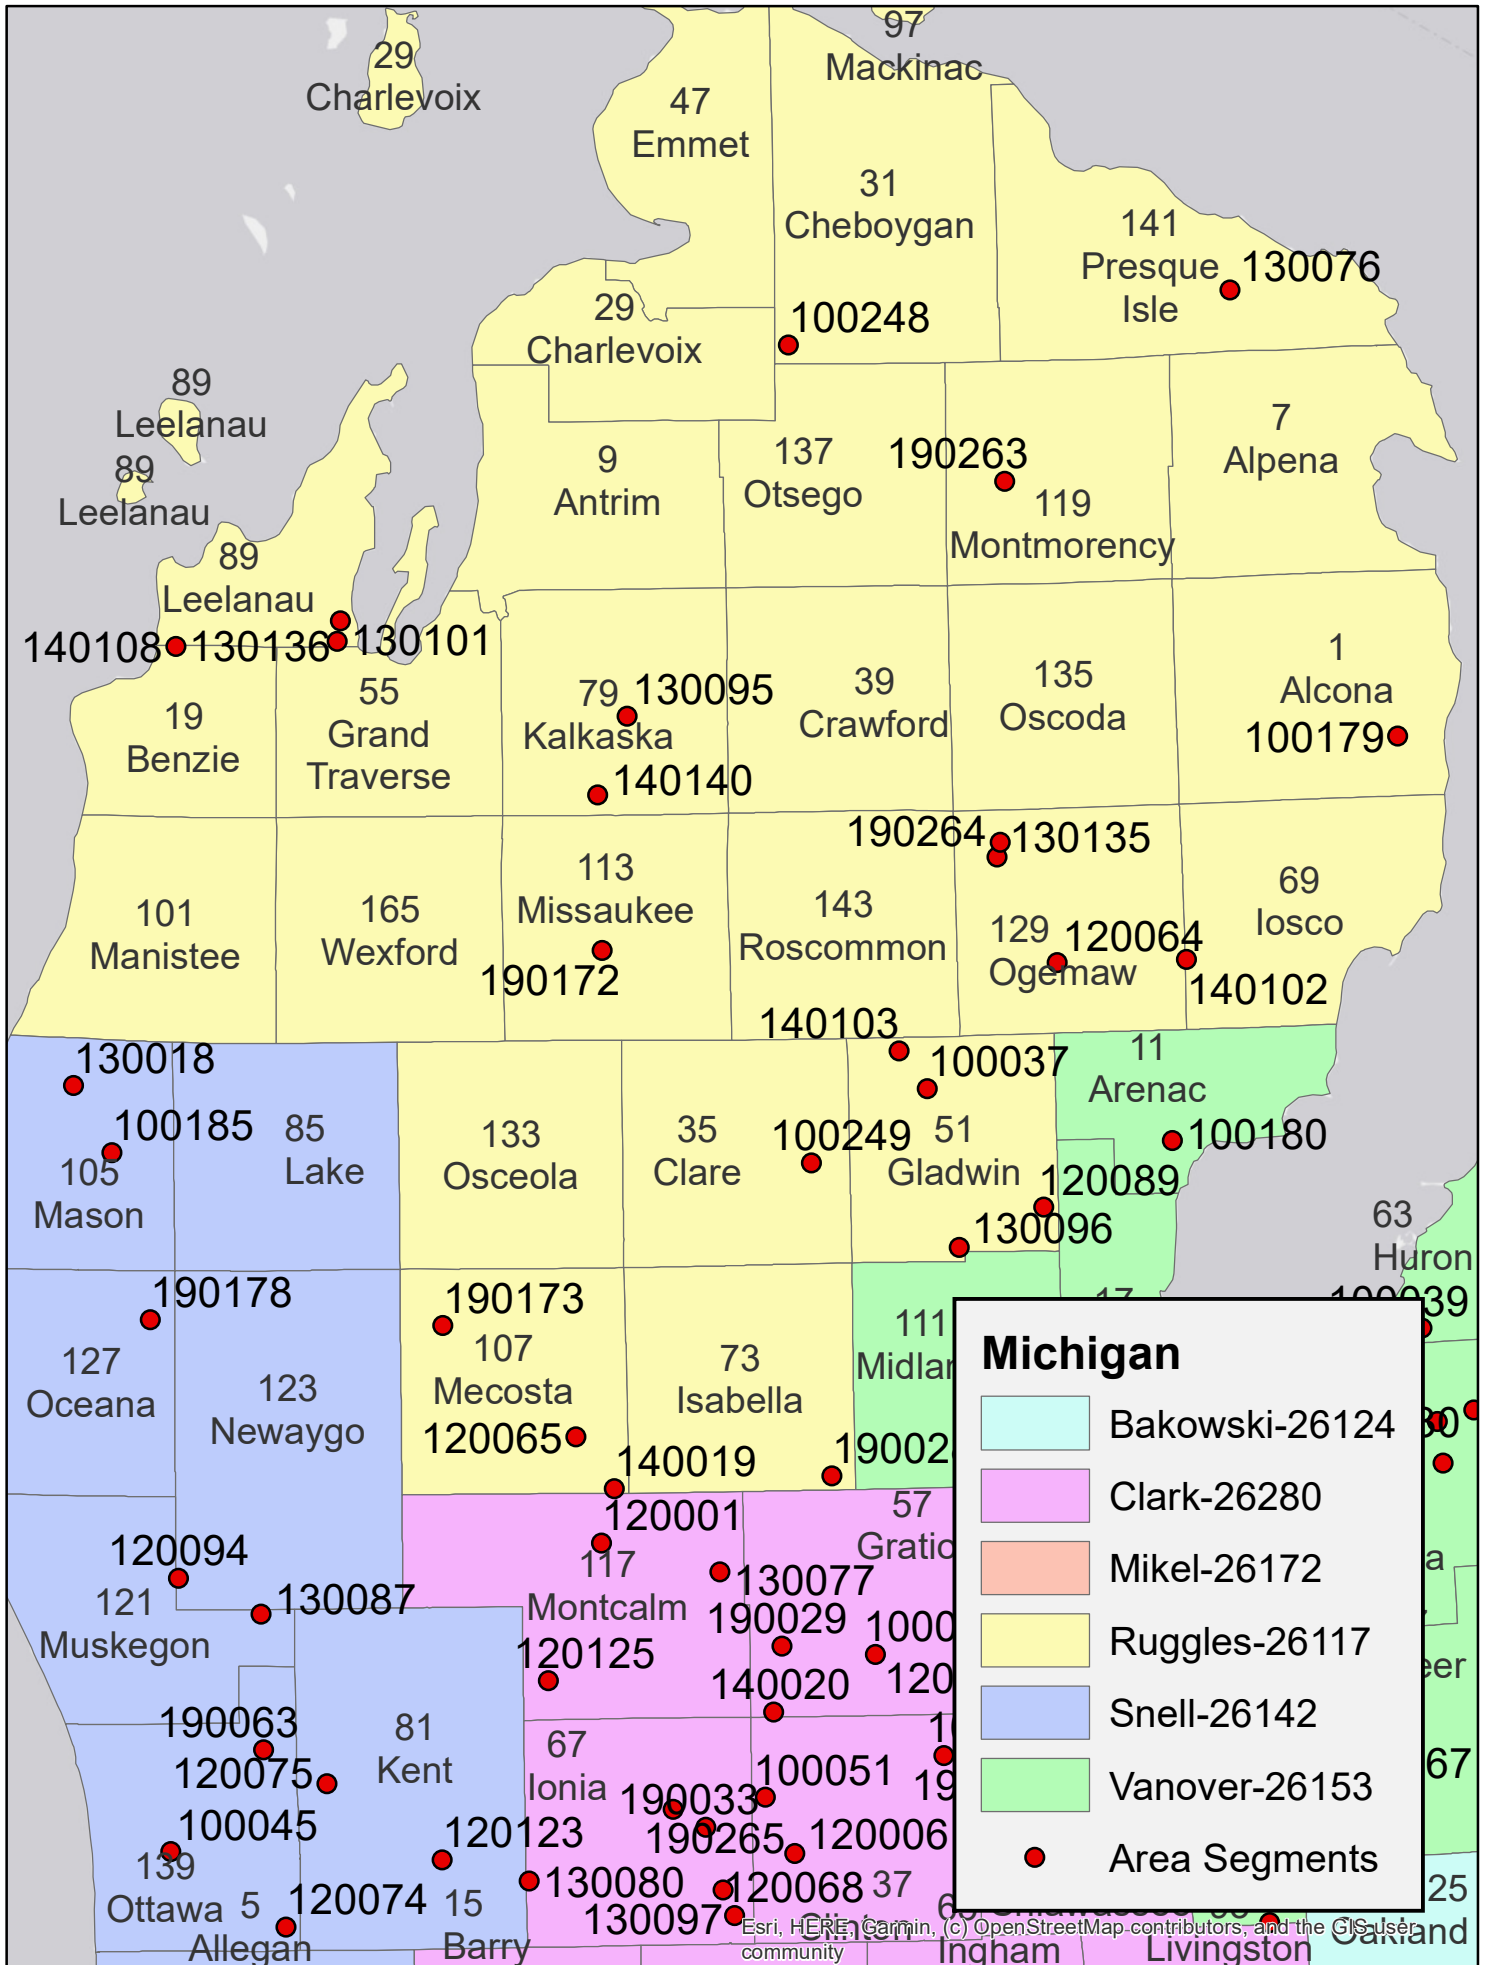 97
Mackinac
29
Charlevoix
47
Emmet
31
Cheboygan
141
Presque
Isle
130076
100248
29
Charlevoix
89
Leelanau
89
Leelanau
89
Leelanau
9
Antrim
137
Otsego
190263
119
Montmorency
7
Alpena
140108
130136
130101
19
Benzie
55
Grand
Traverse
79
Kalkaska
130095
140140
39
Crawford
135
Oscoda
1
Alcona
100179
190264
130135
101
Manistee
165
Wexford
113
Missaukee
190172
143
Roscommon
129
Ogemaw
120064
140102
69
Iosco
140103
100037
130018
100185
105
Mason
85
Lake
133
Osceola
35
Clare
100249
51
Gladwin
11
Arenac
100180
120089
130096
63
Huron
190178
127
Oceana
123
Newaygo
190173
107
Mecosta
120065
73
Isabella
140019
111
120001
117
Montcalm
57
130077
190029
120125
140020
120094
121
Muskegon
130087
190063
120075
81
Kent
67
Ionia
100051
190033
190265
120006
100045
139
Ottawa
120123
130080
120068
37
Clinton
130097
5
Allegan
120074
15
Barry
Ingham
Livingston
Oakland
Michigan
Bakowski-26124
Clark-26280
Mikel-26172
Ruggles-26117
Snell-26142
Vanover-26153
Area Segments
Esri, HERE, Garmin, (c) OpenStreetMap contributors, and the GIS user
community